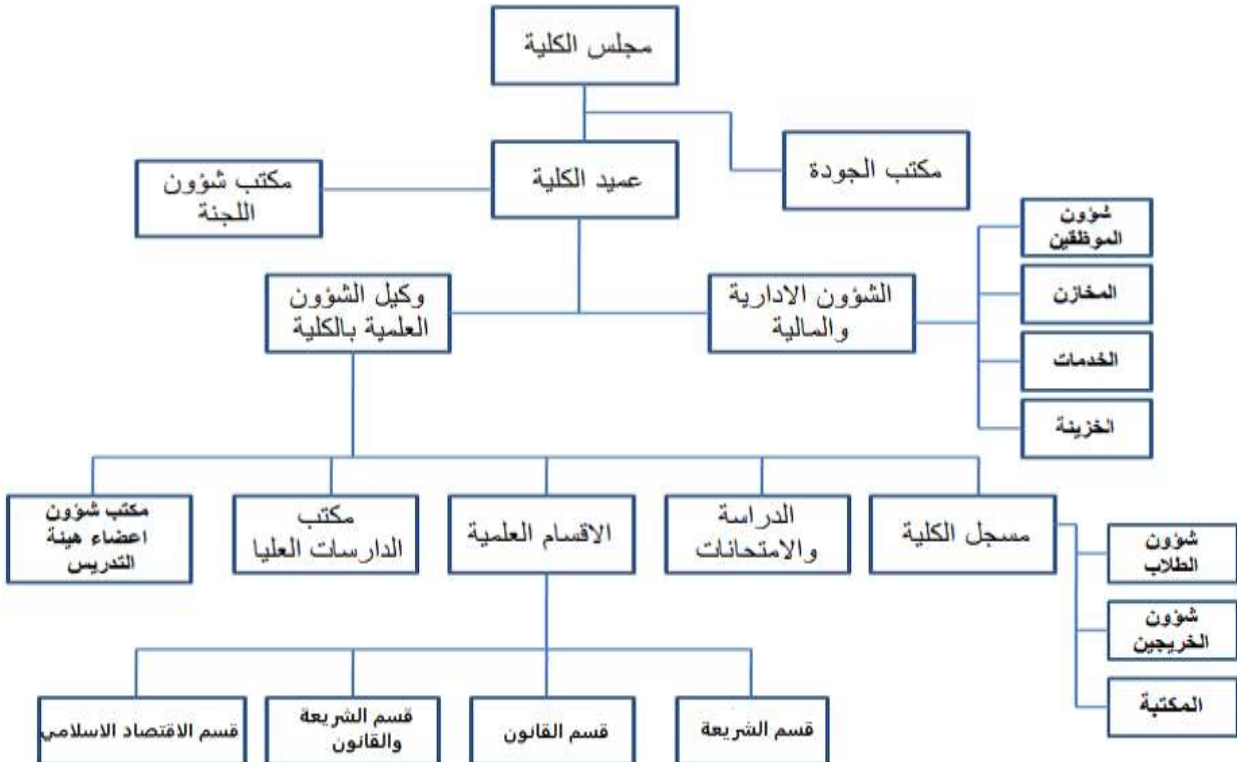 مجلس الكلية
مكتب الجودة
عميد الكلية
مكتب شؤون
اللجنة
شؤون
الموظقين
المخازن
الخدمات
الخزينة
الشؤون الادارية
والمالية
وكيل الشؤون
العلمية بالكلية
مسجل الكلية
الدراسة
والامتحانات
الاقسام العلمية
مكتب
الدارسات العليا
مكتب شؤون
اعضاء هيئة
التدريس
شؤون
الطلاب
شؤون
الخريجين
المكتبة
قسم الشريعة
قسم القانون
قسم الشريعة
والقانون
قسم الاقتصاد الاسلامي